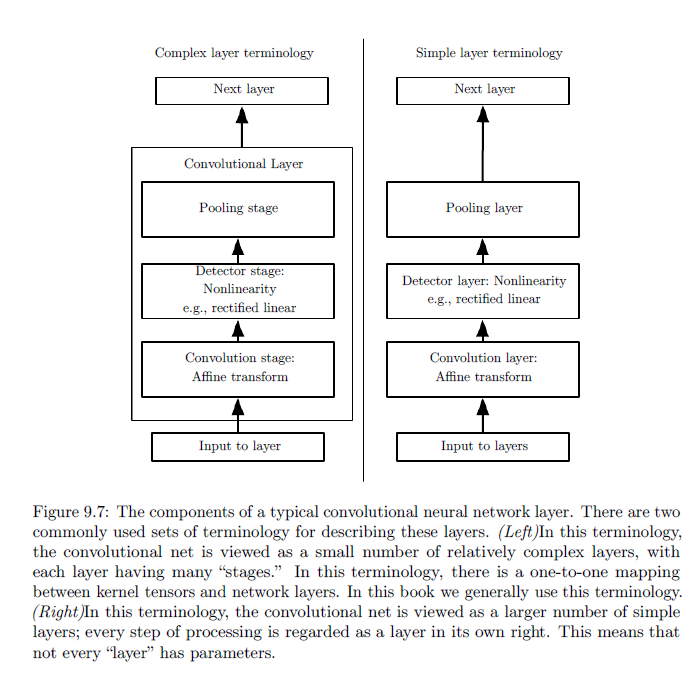 Complex layer terminology
Next layer
Convolutional Layer
Pooling stage
Detector stage:
Nonlinearity
e.g., rectified linear
Convolution stage:
Affine transform
Input to layer
Simple layer terminology
Next layer
Pooling layer
Detector layer: Nonlinearity
e.g., rectified linear
Convolution layer:
Affine transform
Input to layers
Figure 9.7: The components of a typical convolutional neural network layer. There are two
commonly used sets of terminology for describing these layers. (Left)In this terminology,
the convolutional net is viewed as a small number of relatively complex layers, with
each layer having many “stages.” In this terminology, there is a one-to-one mapping
between kernel tensors and network layers. In this book we generally use this terminology.
(Right)In this terminology, the convolutional net is viewed as a larger number of simple
layers; every step of processing is regarded as a layer in its own right. This means that
not every “layer” has parameters.